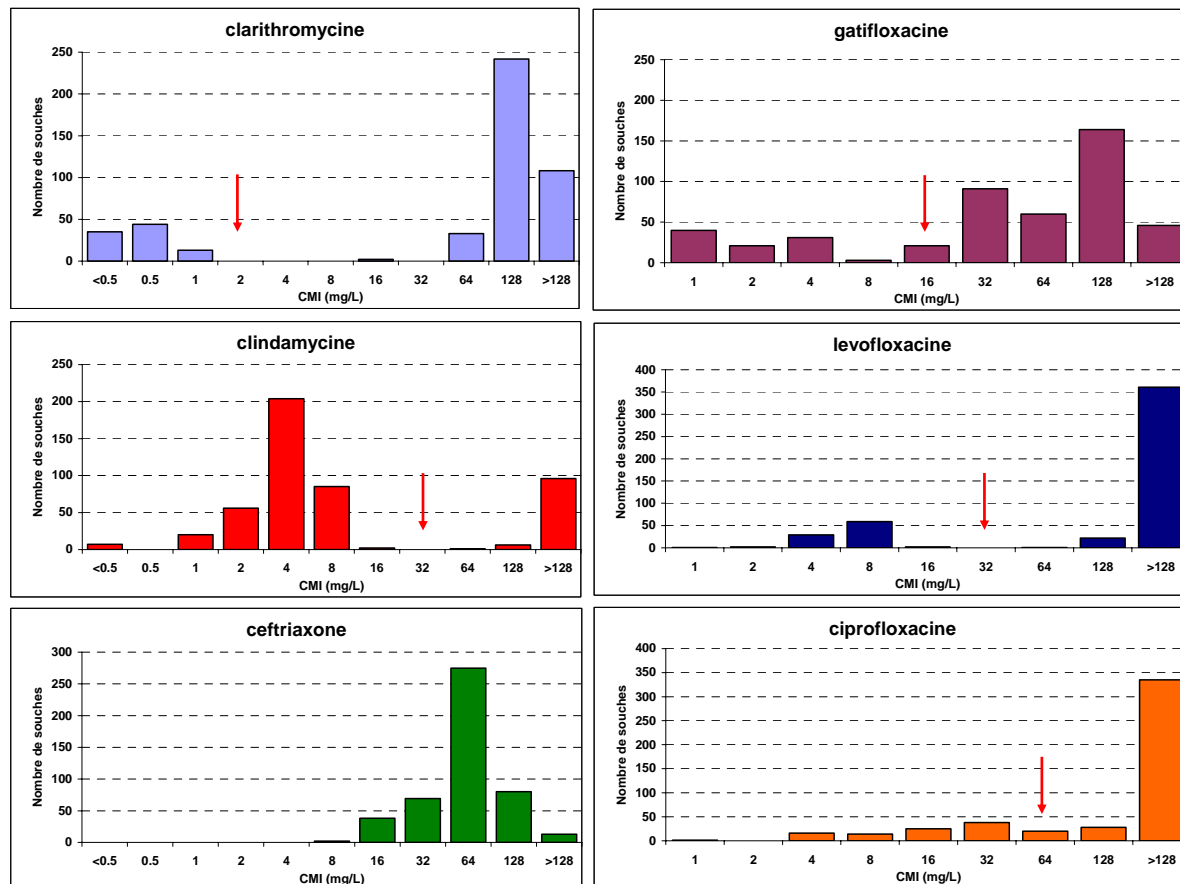 clarithromycine
Nombre de souches
250
200
150
100
50
0
<0.5 0.5 1 2 4 8 16 32 64 128 >128
CMI (mg/L)
gatifloxacine
Nombre de souches
250
200
150
100
50
0
1 2 4 8 16 32 64 128 >128
CMI (mg/L)
clindamycine
Nombre de souches
250
200
150
100
50
0
<0.5 0.5 1 2 4 8 16 32 64 128 >128
CMI (mg/L)
levofloxacine
Nombre de souches
400
350
300
250
200
150
100
50
0
1 2 4 8 16 32 64 128 >128
CMI (mg/L)
ceftriaxone
Nombre de souches
300
250
200
150
100
50
0
<0.5 0.5 1 2 4 8 16 32 64 128 >128
CMI (mg/L)
ciprofloxacine
Nombre de souches
400
350
300
250
200
150
100
50
0
1 2 4 8 16 32 64 128 >128
CMI (mg/L)